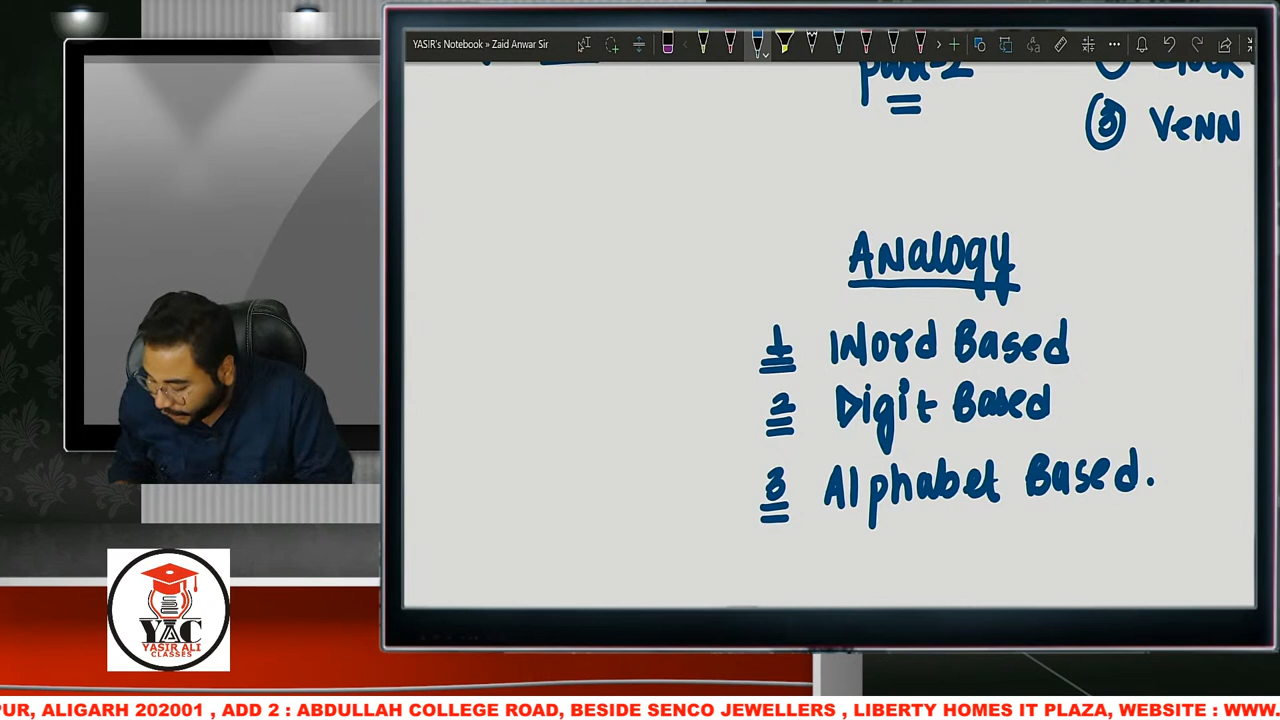 YASIR's Notebook » Zaid Anwar Sir
part-2
③ VeNN
Analogy
1 Word Based
2 Digit Based
3 Alphabet Based.
YAC
YASIR ALI
CLASSES
PUR, ALIGARH 202001 , ADD 2 : ABDULLAH COLLEGE ROAD, BESIDE SENCO JEWELLERS , LIBERTY HOMES IT PLAZA, WEBSITE : WWW.